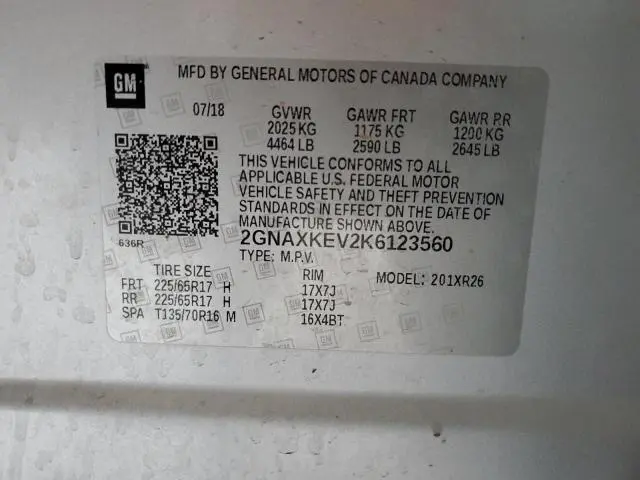 GM
MFD BY GENERAL MOTORS OF CANADA COMPANY
07/18 GVWR GAWR FRT GAWR RR
2025 KG 1175 KG 1200 KG
4464 LB 2590 LB 2645 LB
THIS VEHICLE CONFORMS TO ALL
APPLICABLE U.S. FEDERAL MOTOR
VEHICLE SAFETY AND THEFT PREVENTION
STANDARDS IN EFFECT ON THE DATE OF
MANUFACTURE SHOWN ABOVE.
636R
2GNAXKEV2K6123560
TYPE: M.P.V.
TIRE SIZE RIM MODEL: 201XR26
FRT 225/65R17 H 17X7J
RR 225/65R17 H 17X7J
SPA T135/70R16 M 16X4BT